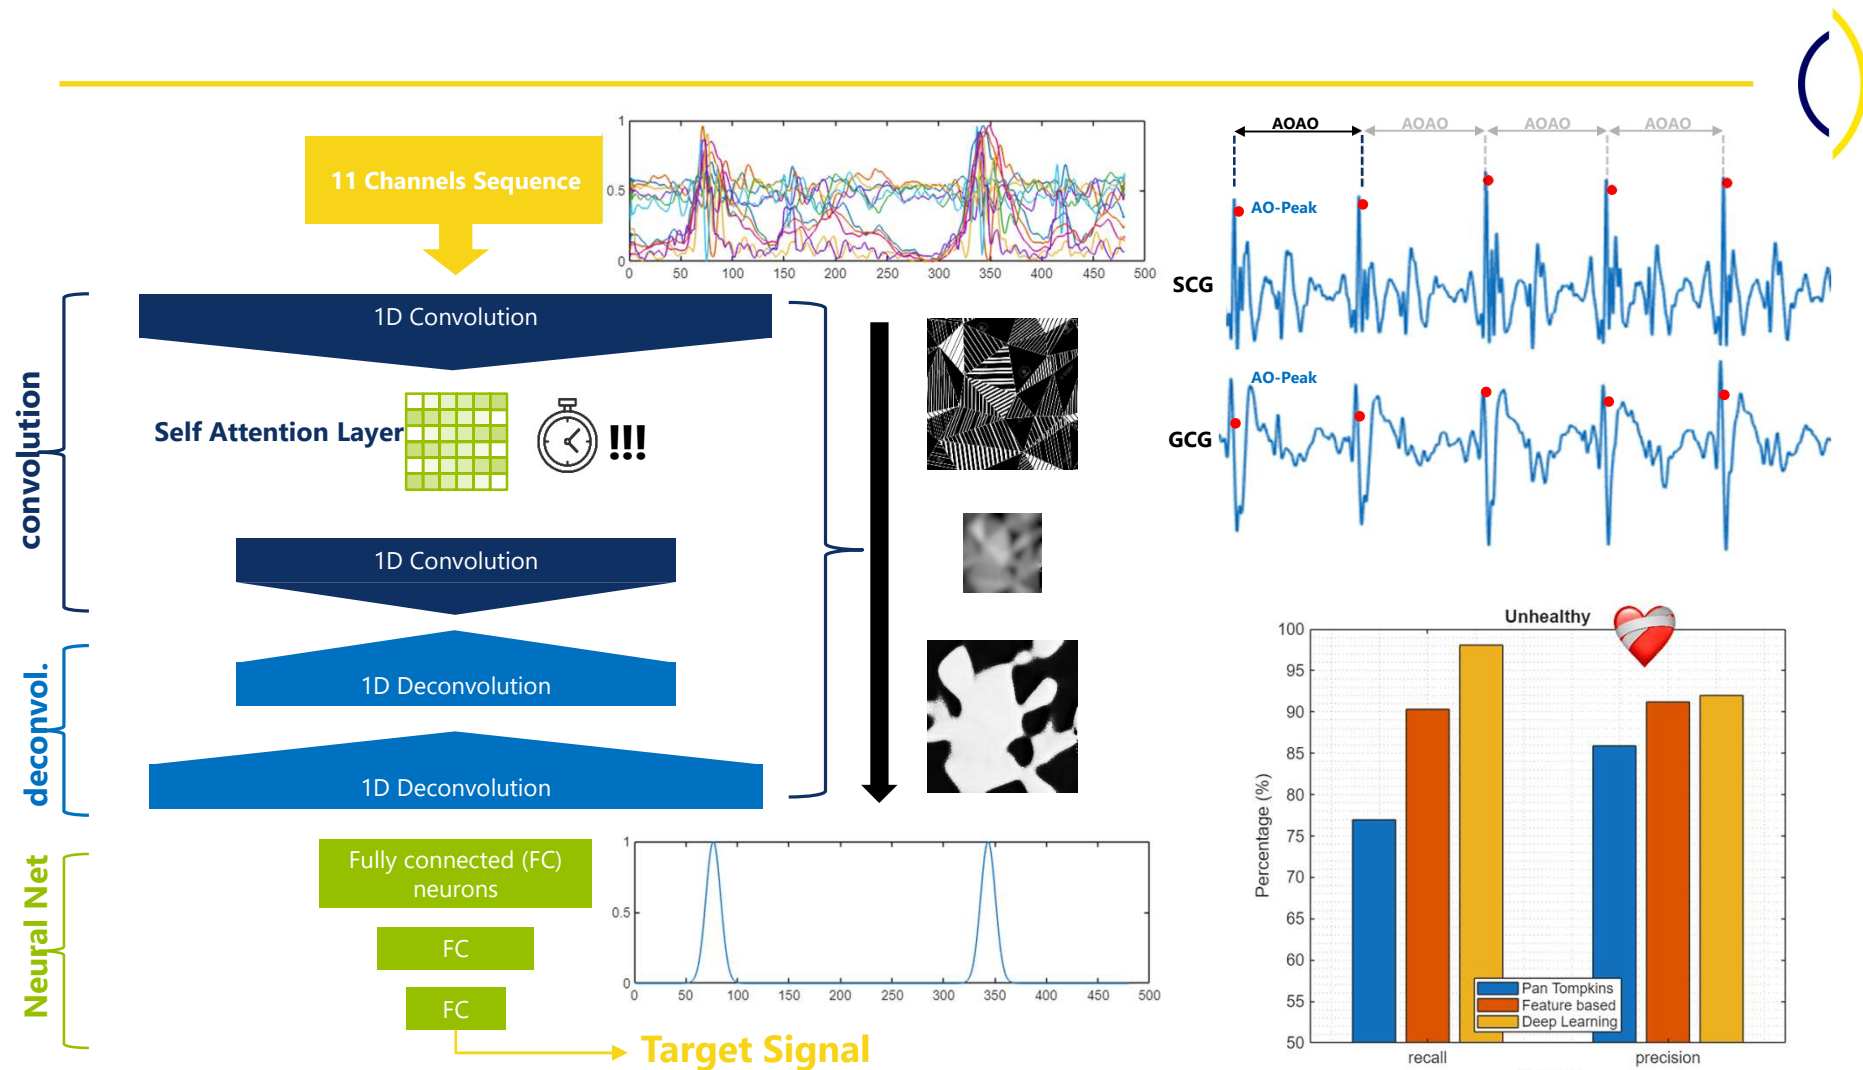 11 Channels Sequence
1
0.5
0
0 50 100 150 200 250 300 350 400 450 500
convolution
1D Convolution
Self Attention Layer
!!!
1D Convolution
deconvol.
1D Deconvolution
1D Deconvolution
Neural Net
Fully connected (FC)
neurons
FC
FC
1
0.5
0
0 50 100 150 200 250 300 350 400 450 500
Target Signal
AOAO AOAO AOAO AOAO
AO-Peak
SCG
AO-Peak
GCG
Unhealthy
100
95
90
85
80
75
70
65
60
55
50
Percentage (%)
Pan Tompkins
Feature based
Deep Learning
recall precision